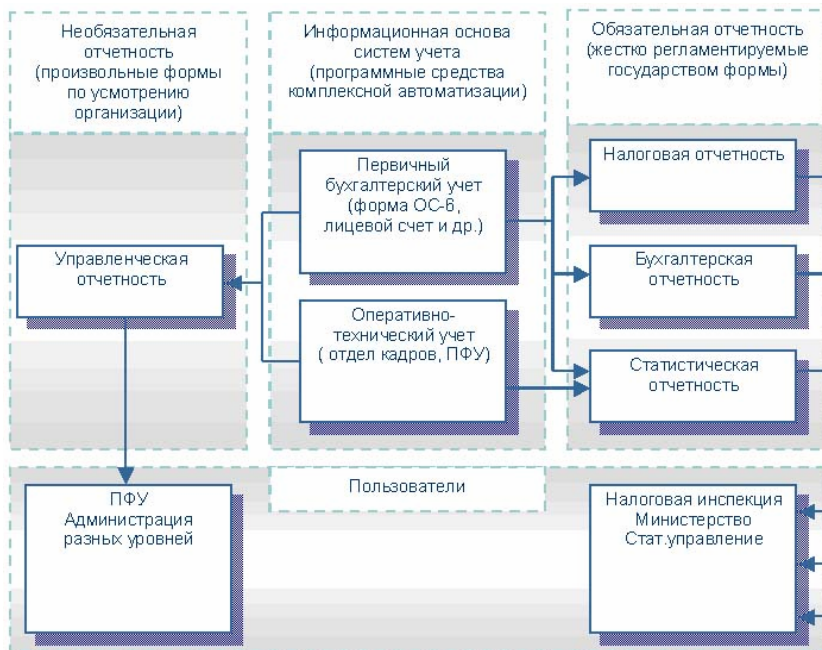 Необязательная
отчетность
(произвольные формы
по усмотрению
организации)
Информационная основа
систем учета
(программные средства
комплексной автоматизации)
Обязательная отчетность
(жестко регламентируемые
государством формы)
Первичный
бухгалтерский учет
(форма ОС-6,
лицевой счет и др.)
Налоговая отчетность
Управленческая
отчетность
Бухгалтерская
отчетность
Оперативно-
технический учет
( отдел кадров, ПФУ)
Статистическая
отчетность
Пользователи
ПФУ
Администрация
разных уровней
Налоговая инспекция
Министерство
Стат.управление